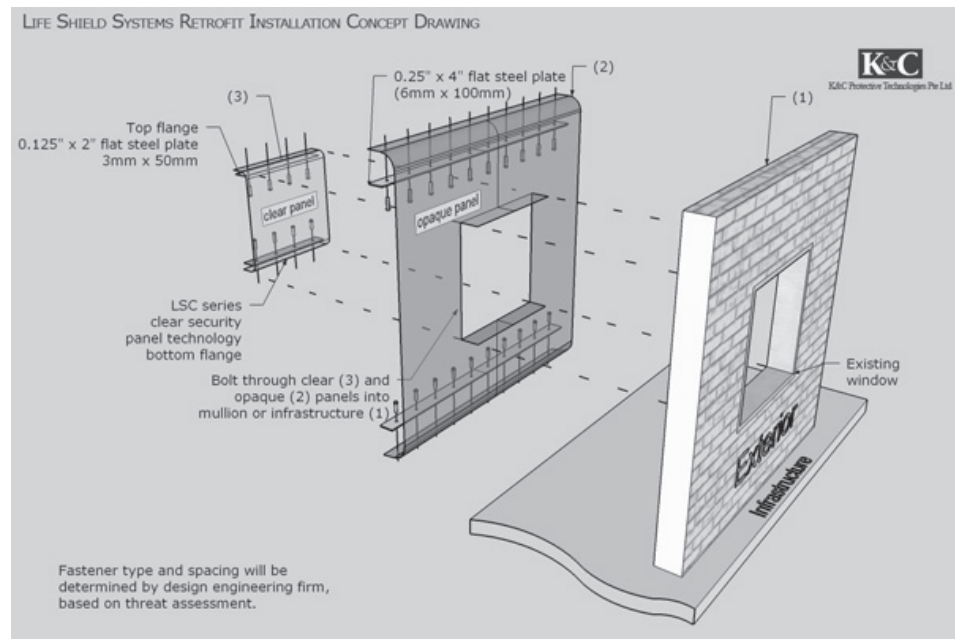 LIFE SHIELD SYSTEMS RETROFIT INSTALLATION CONCEPT DRAWING
K&C
K&C Protective Technologies Pte Ltd
(3)
Top flange
0.125" x 2" flat steel plate
3mm x 50mm
0.25" x 4" flat steel plate
(6mm x 100mm)
(2)
(1)
clear panel
opaque panel
LSC series
clear security
panel technology
bottom flange
Bolt through clear (3) and
opaque (2) panels into
mullion or infrastructure (1)
Existing
window
Exterior
Infrastructure
Fastener type and spacing will be
determined by design engineering firm,
based on threat assessment.